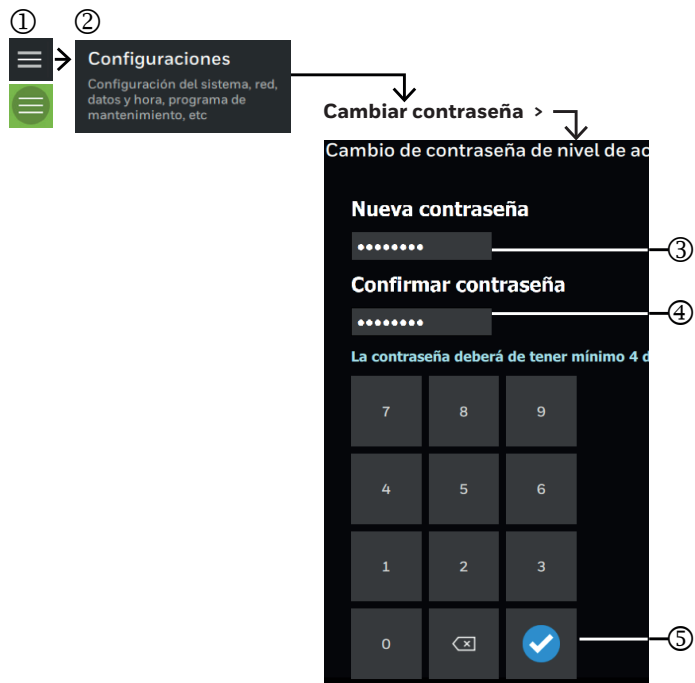 ① ②
Configuraciones
Configuración del sistema, red,
datos y hora, programa de
mantenimiento, etc
Cambiar contraseña >
Cambio de contraseña de nivel de ac
Nueva contraseña
••••••••
③
Confirmar contraseña
••••••••
④
La contraseña deberá de tener mínimo 4 d
7 8 9
4 5 6
1 2 3
0
⑤